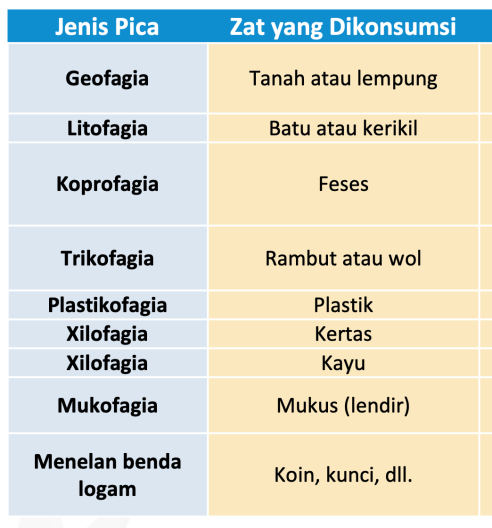 Jenis Pica Zat yang Dikonsumsi
Geofagia Tanah atau lempung
Litofagia Batu atau kerikil
Koprofagia Feses
Trikofagia Rambut atau wol
Plastikofagia Plastik
Xilofagia Kertas
Xilofagia Kayu
Mukofagia Mukus (lendir)
Menelan benda
logam Koin, kunci, dll.